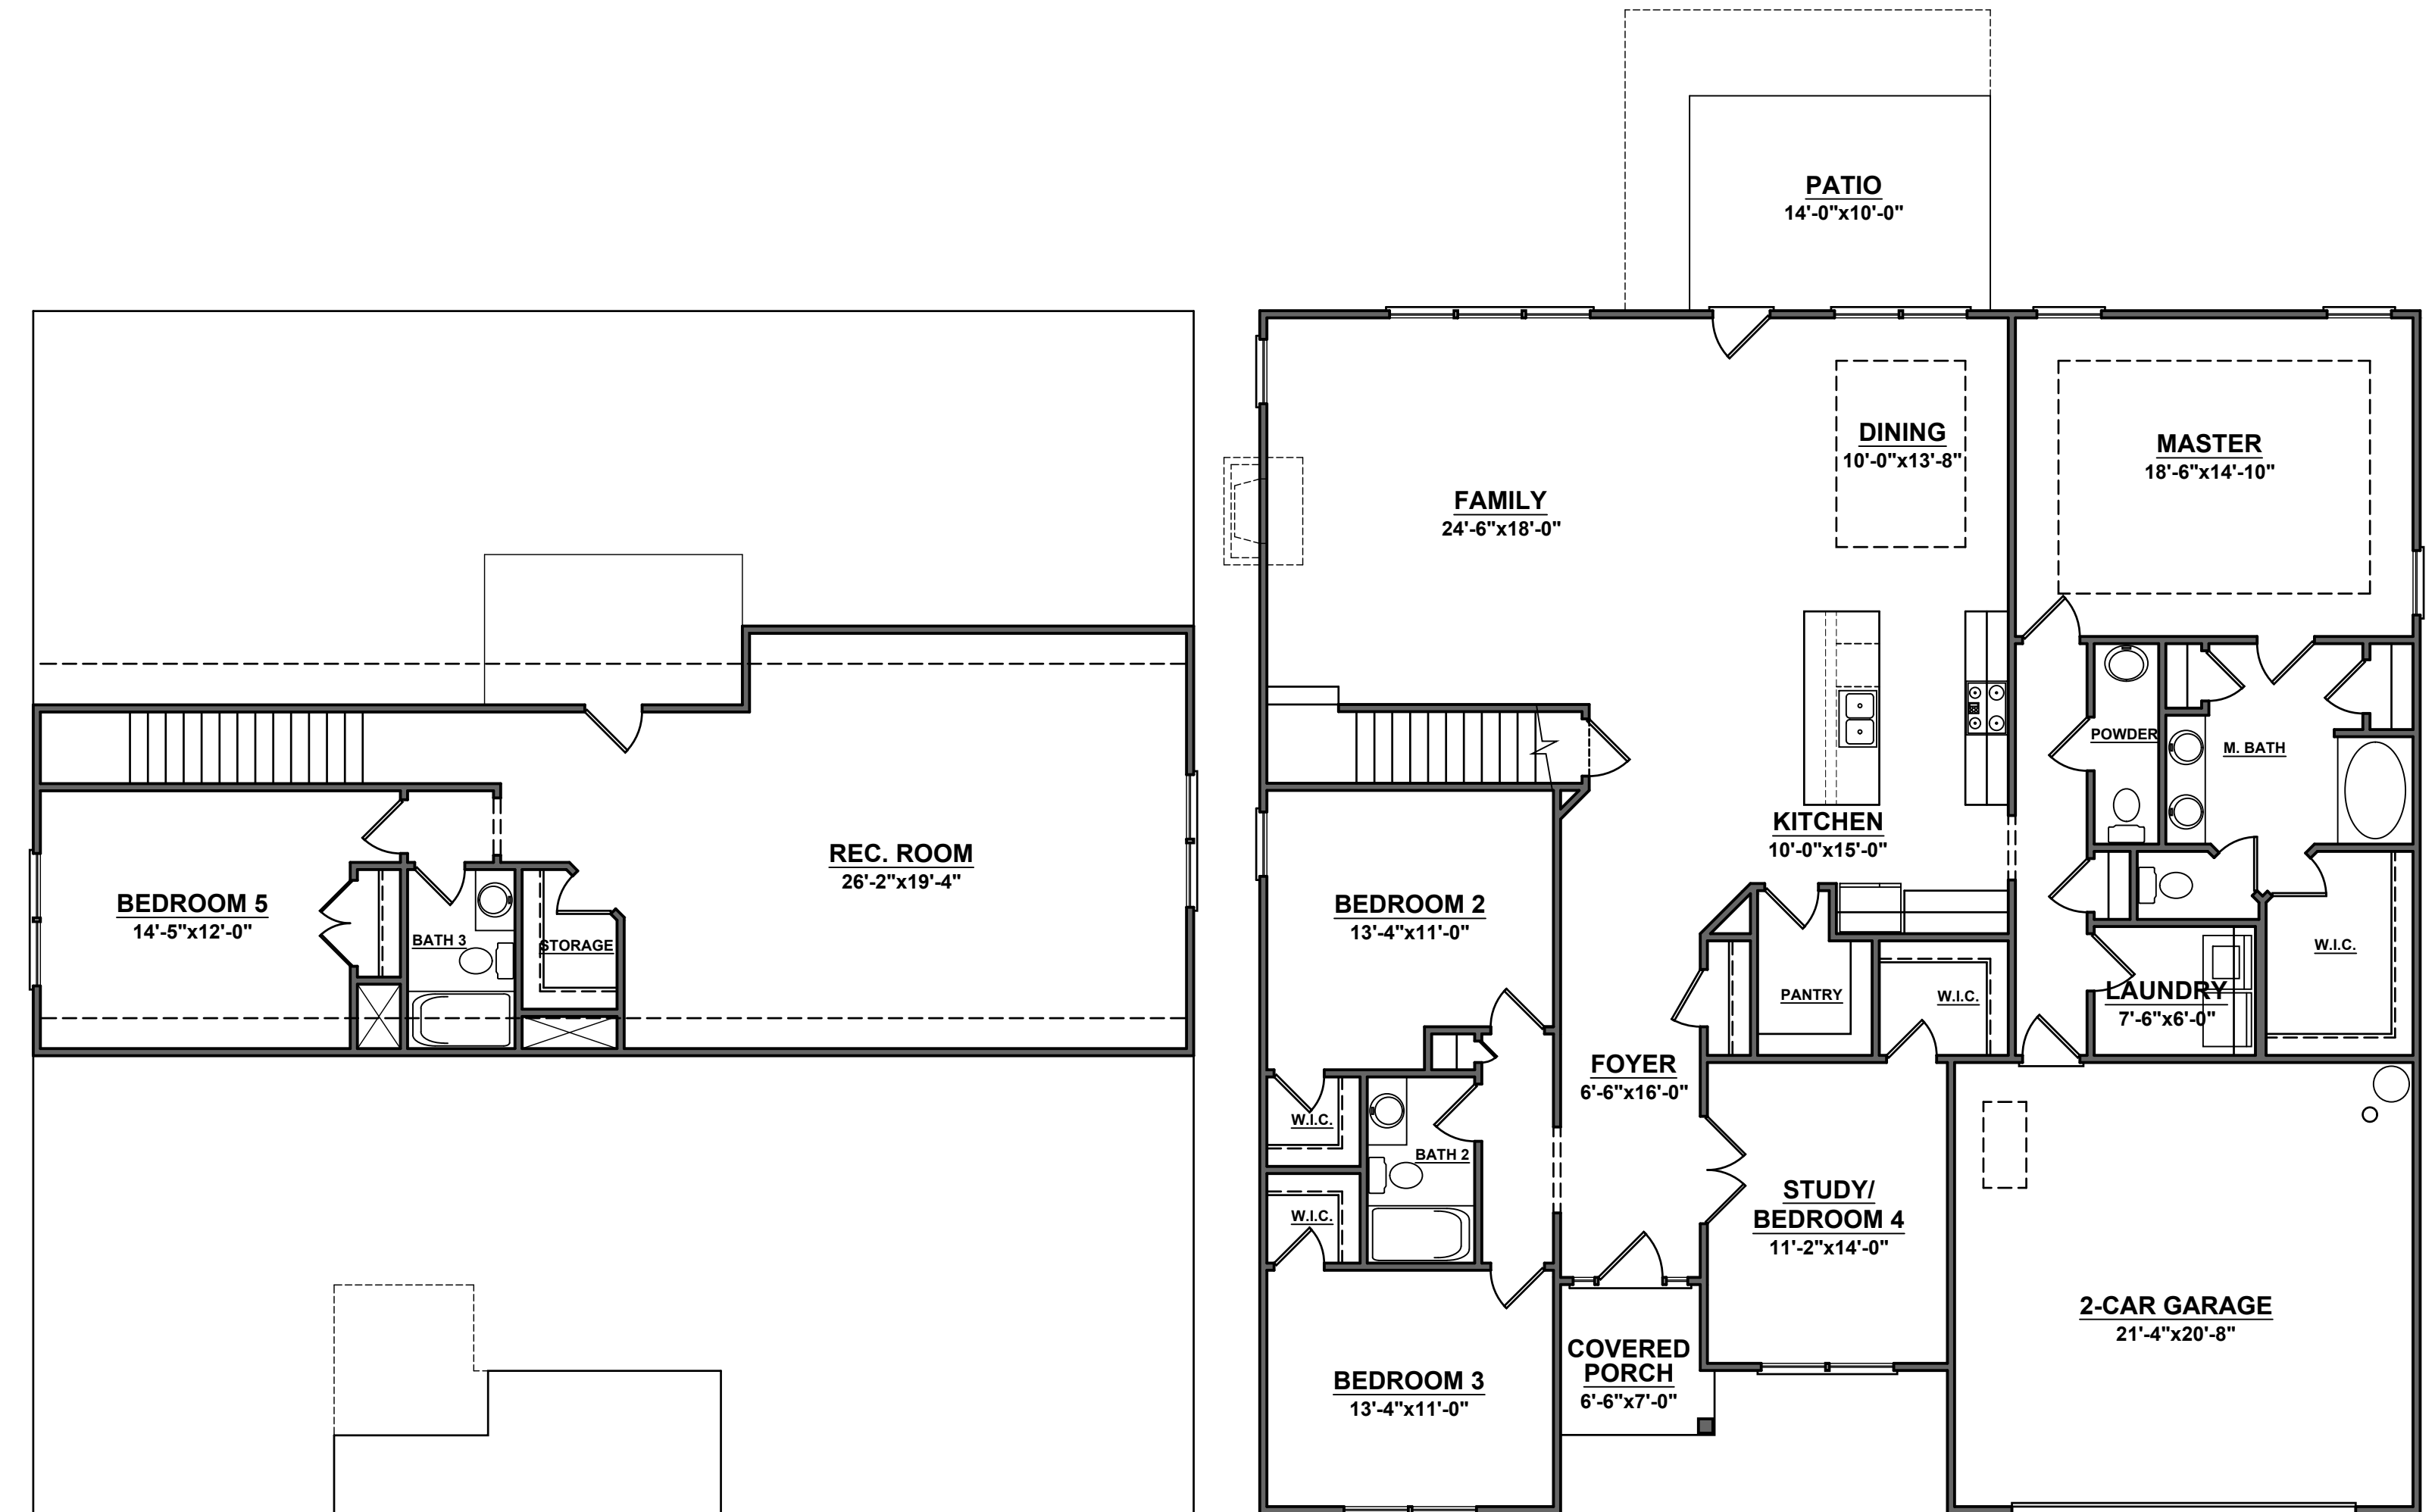 BEDROOM 5
14'-5"x12'-0"
BATH 3
STORAGE
REC. ROOM
26'-2"x19'-4"
PATIO
14'-0"x10'-0"
FAMILY
24'-6"x18'-0"
DINING
10'-0"x13'-8"
MASTER
18'-6"x14'-10"
POWDER
M. BATH
KITCHEN
10'-0"x15'-0"
BEDROOM 2
13'-4"x11'-0"
PANTRY
W.I.C.
LAUNDRY
7'-6"x6'-0"
W.I.C.
FOYER
6'-6"x16'-0"
W.I.C.
BATH 2
W.I.C.
STUDY/
BEDROOM 4
11'-2"x14'-0"
2-CAR GARAGE
21'-4"x20'-8"
BEDROOM 3
13'-4"x11'-0"
COVERED
PORCH
6'-6"x7'-0"